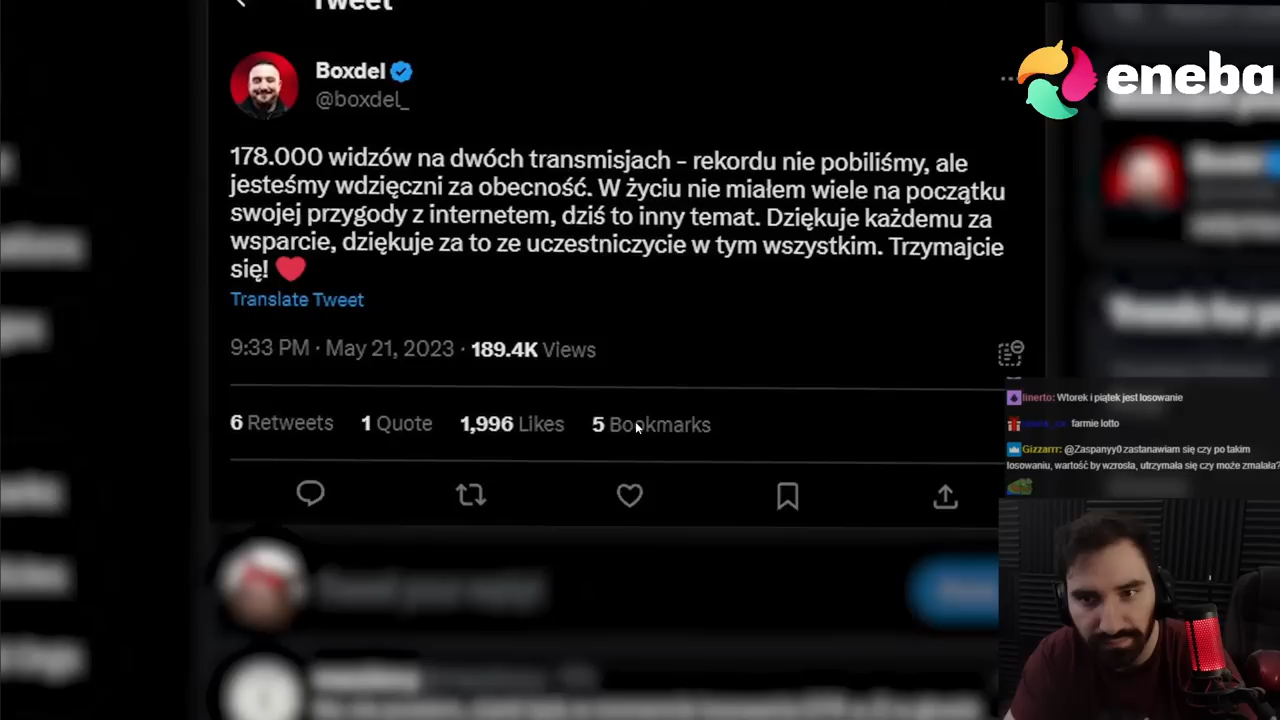 Tweet
eneba
Boxdel
@boxdel_
178.000 widzów na dwóch transmisjach - rekordu nie pobiliśmy, ale
jesteśmy wdzięczni za obecność. W życiu nie miałem wiele na początku
swojej przygody z internetem, dziś to inny temat. Dziękuje każdemu za
wsparcie, dziękuje za to ze uczestniczycie w tym wszystkim. Trzymajcie
się! ❤️
Translate Tweet
9:33 PM · May 21, 2023 · 189.4K Views
6 Retweets 1 Quote 1,996 Likes 5 Bookmarks
linerto: Wtorek i piątek jest losowanie
farmie lotto
Gizzarrr: @Zaspanyy0 zastanawiam się czy po takim
losowaniu, wartość by wzrosła, utrzymała się czy może zmalała?